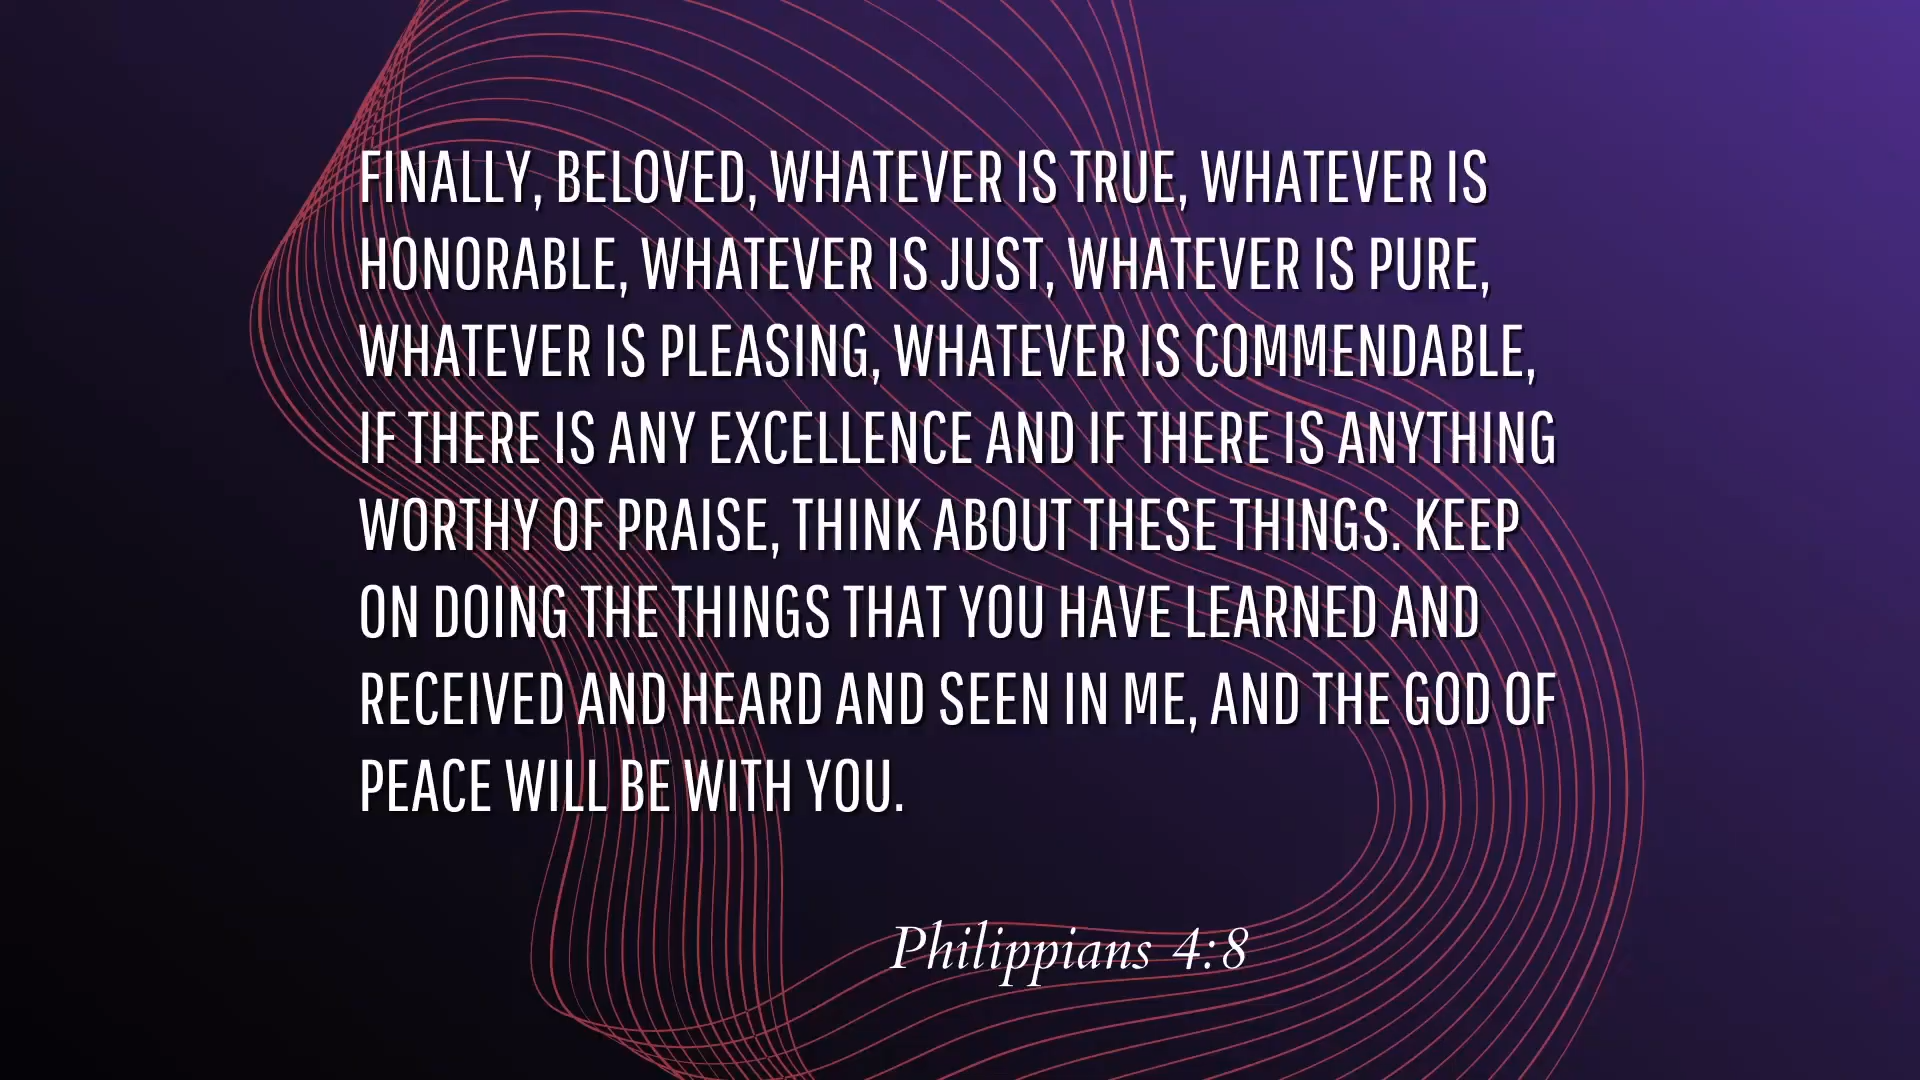 FINALLY, BELOVED, WHATEVER IS TRUE, WHATEVER IS
HONORABLE, WHATEVER IS JUST, WHATEVER IS PURE,
WHATEVER IS PLEASING, WHATEVER IS COMMENDABLE,
IF THERE IS ANY EXCELLENCE AND IF THERE IS ANYTHING
WORTHY OF PRAISE, THINK ABOUT THESE THINGS. KEEP
ON DOING THE THINGS THAT YOU HAVE LEARNED AND
RECEIVED AND HEARD AND SEEN IN ME, AND THE GOD OF
PEACE WILL BE WITH YOU.
Philippians 4:8